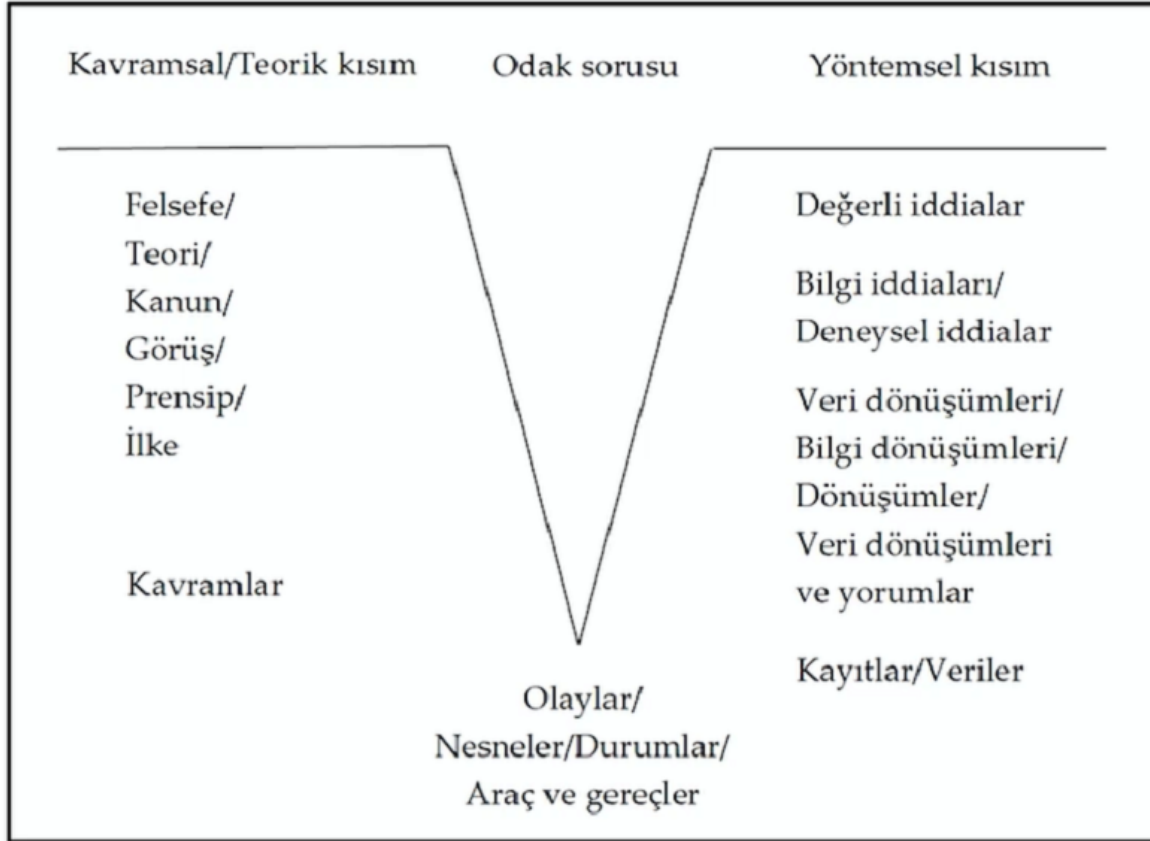 Kavramsal/Teorik kısım
Odak sorusu
Yöntemsel kısım
Felsefe/
Teori/
Kanun/
Görüş/
Prensip/
İlke
Kavramlar
Değerli iddialar
Bilgi iddiaları/
Deneysel iddialar
Veri dönüşümleri/
Bilgi dönüşümleri/
Dönüşümler/
Veri dönüşümleri
ve yorumlar
Kayıtlar/Veriler
Olaylar/
Nesneler/Durumlar/
Araç ve gereçler